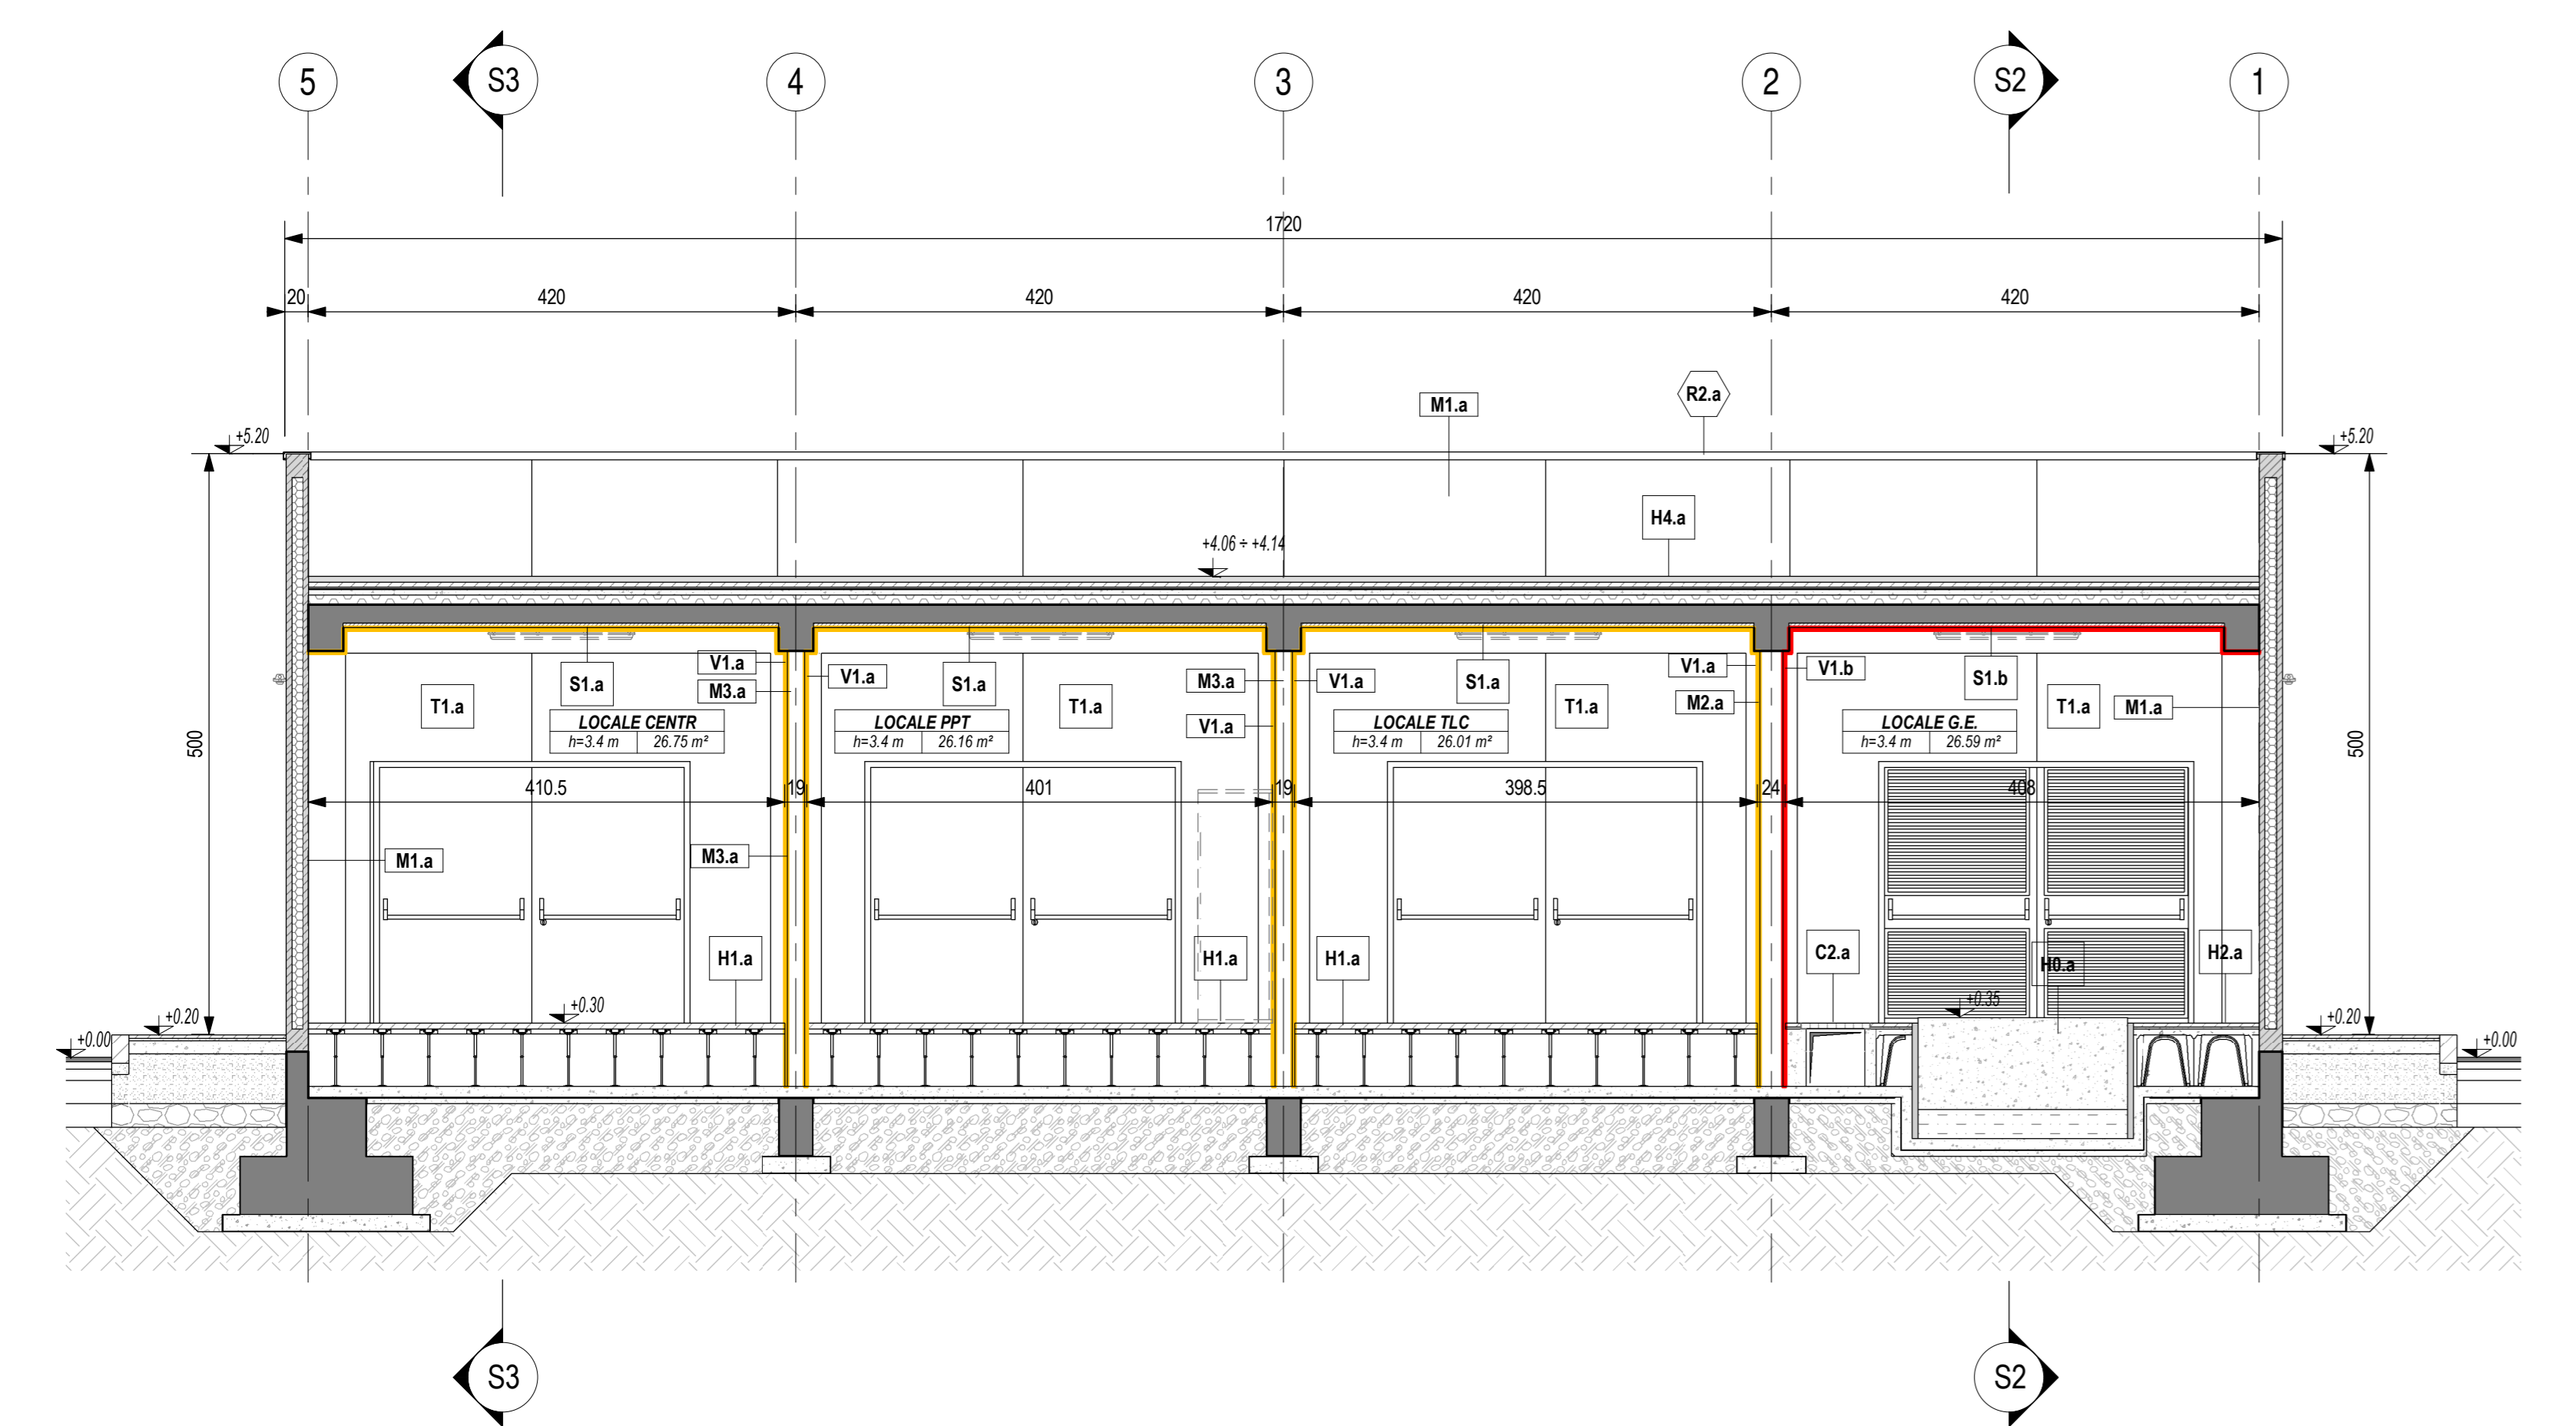 5 S3 4 3 2 S2 1
1720
20 420 420 420 420
R2.a
M1.a
+5.20 +5.20
H4.a
+4.06 ÷ +4.14
V1.a V1.a M3.a V1.a V1.a V1.b
S1.a M3.a S1.a S1.a M2.a S1.b
T1.a T1.a T1.a T1.a M1.a
LOCALE CENTR LOCALE PPT V1.a LOCALE TLC LOCALE G.E.
h=3.4 m 26.75 m² h=3.4 m 26.16 m² h=3.4 m 26.01 m² h=3.4 m 26.59 m²
500 500
410.5 19 401 19 398.5 24 408
M1.a M3.a
H1.a H1.a H1.a C2.a H0.a H2.a
+0.30 +0.35
+0.20 +0.20
+0.00 +0.00
S3 S2